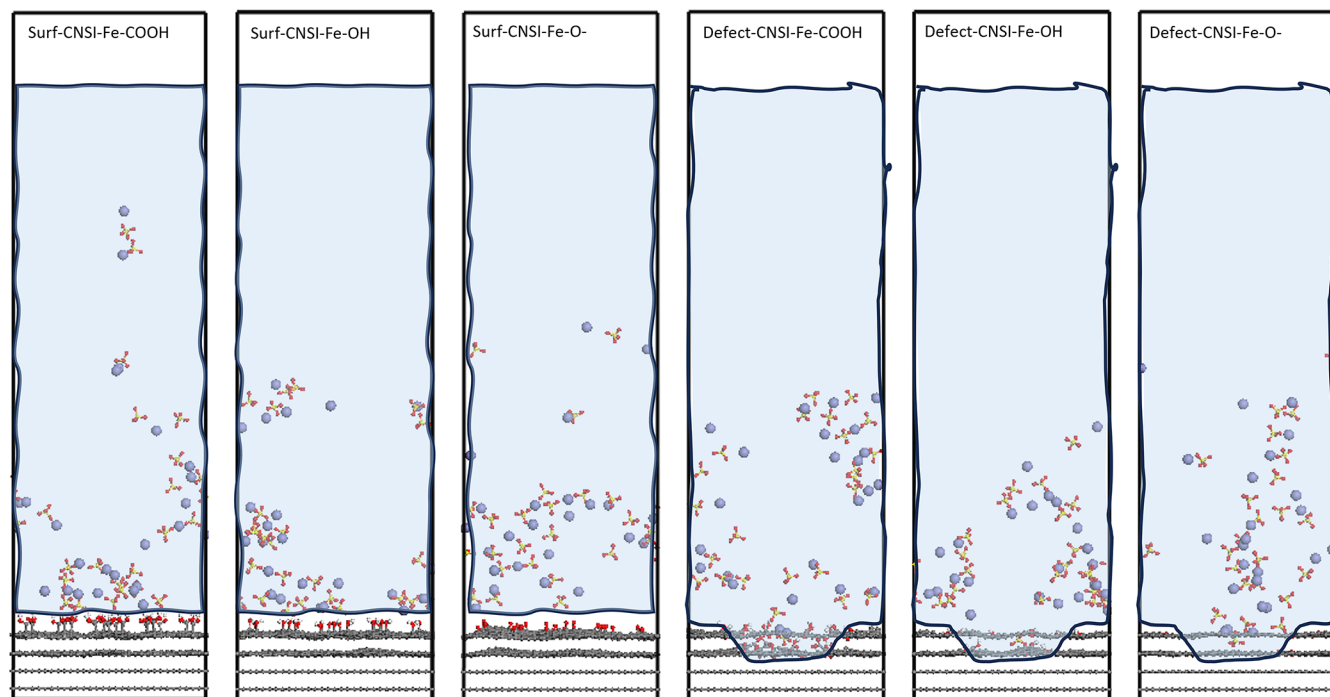 Surf-CNSI-Fe-COOH
Surf-CNSI-Fe-OH
Surf-CNSI-Fe-O-
Defect-CNSI-Fe-COOH
Defect-CNSI-Fe-OH
Defect-CNSI-Fe-O-